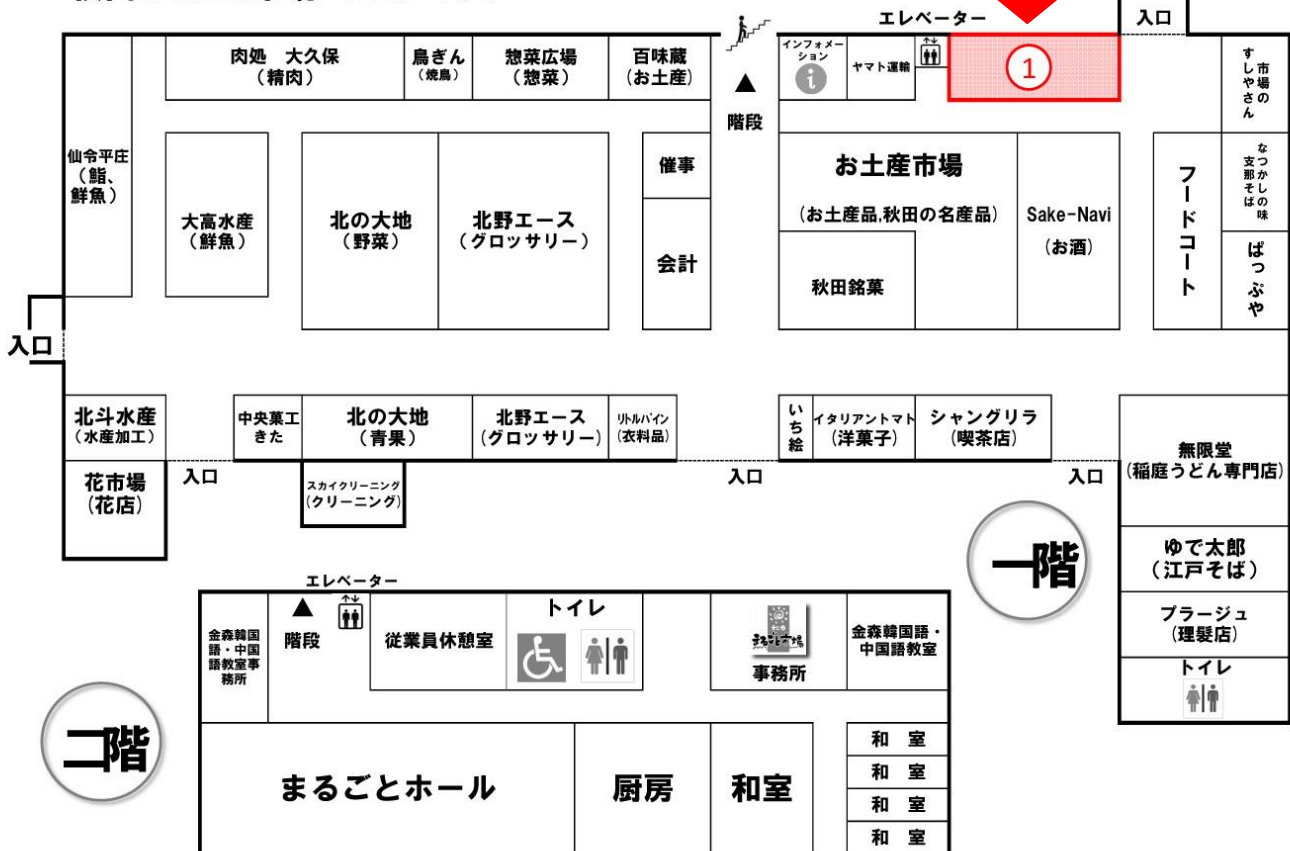 エレベーター
入口
肉処 大久保
（精肉）
鳥ぎん
（焼鳥）
惣菜広場
（惣菜）
百味蔵
（お土産）
インフォメー
ション
i
ヤマト運輸
①
市場の
すしやさん
階段
仙令平庄
（鮨、
鮮魚）
大高水産
（鮮魚）
北の大地
（野菜）
北野エース
（グロッサリー）
催事
会計
お土産市場
（お土産品,秋田の名産品）
秋田銘菓
Sake-Navi
（お酒）
フードコート
なつかしの味
支那そば
ぱっぷや
入口
北斗水産
（水産加工）
花市場
（花店）
入口
中央菓工
きた
北の大地
（青果）
北野エース
（グロッサリー）
リトルパイン
（衣料品）
スカイクリーニング
（クリーニング）
入口
いち絵
イタリアントマト
（洋菓子）
シャングリラ
（喫茶店）
入口
無限堂
（稲庭うどん専門店）
ゆで太郎
（江戸そば）
プラージュ
（理髪店）
トイレ
一階
エレベーター
金森韓国
語・中国
語教室事
務所
階段
従業員休憩室
トイレ
まるごと市場
事務所
金森韓国語・
中国語教室
二階
まるごとホール
厨房
和室
和 室
和 室
和 室
和 室